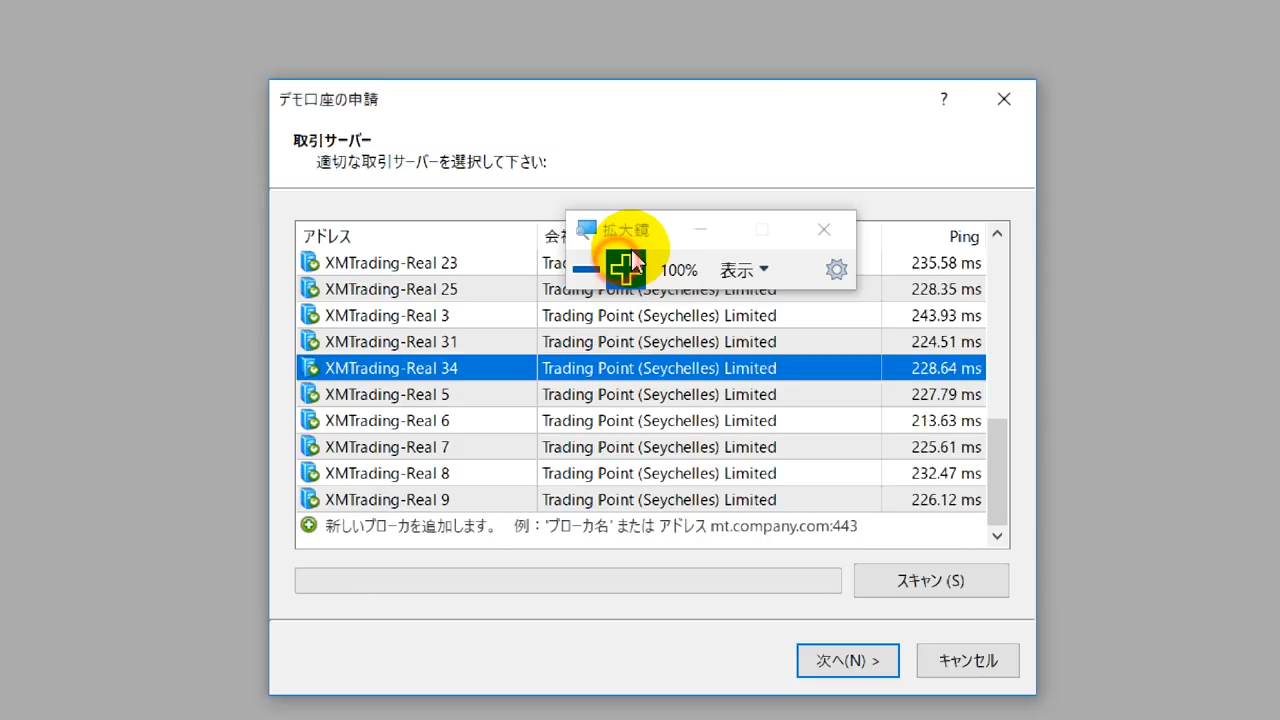 デモ口座の申請
取引サーバー
適切な取引サーバーを選択して下さい:
拡大鏡
100% 表示
アドレス Ping
XMTrading-Real 23 235.58 ms
XMTrading-Real 25 Trading Point (Seychelles) Limited 228.35 ms
XMTrading-Real 3 Trading Point (Seychelles) Limited 243.93 ms
XMTrading-Real 31 Trading Point (Seychelles) Limited 224.51 ms
XMTrading-Real 34 Trading Point (Seychelles) Limited 228.64 ms
XMTrading-Real 5 Trading Point (Seychelles) Limited 227.79 ms
XMTrading-Real 6 Trading Point (Seychelles) Limited 213.63 ms
XMTrading-Real 7 Trading Point (Seychelles) Limited 225.61 ms
XMTrading-Real 8 Trading Point (Seychelles) Limited 232.47 ms
XMTrading-Real 9 Trading Point (Seychelles) Limited 226.12 ms
新しいブローカを追加します。 例：'ブローカ名' または アドレス mt.company.com:443
スキャン (S)
次へ(N) > キャンセル